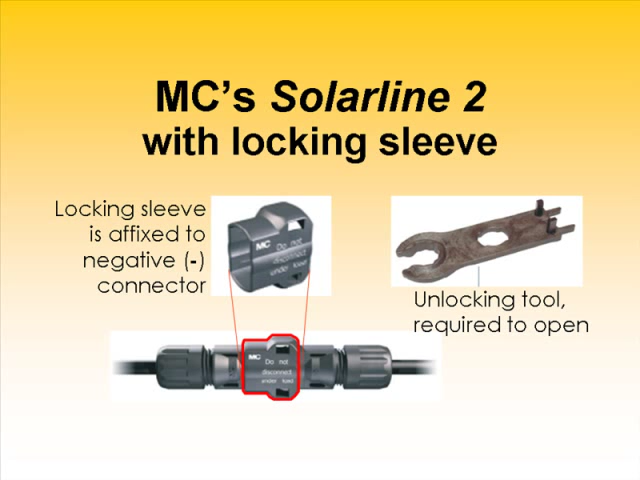 MC's Solarline 2
with locking sleeve
Locking sleeve
is affixed to
negative (-)
connector
MC
Do not
disconnect
under load
Unlocking tool,
required to open
MC
Do not
disconnect
under load